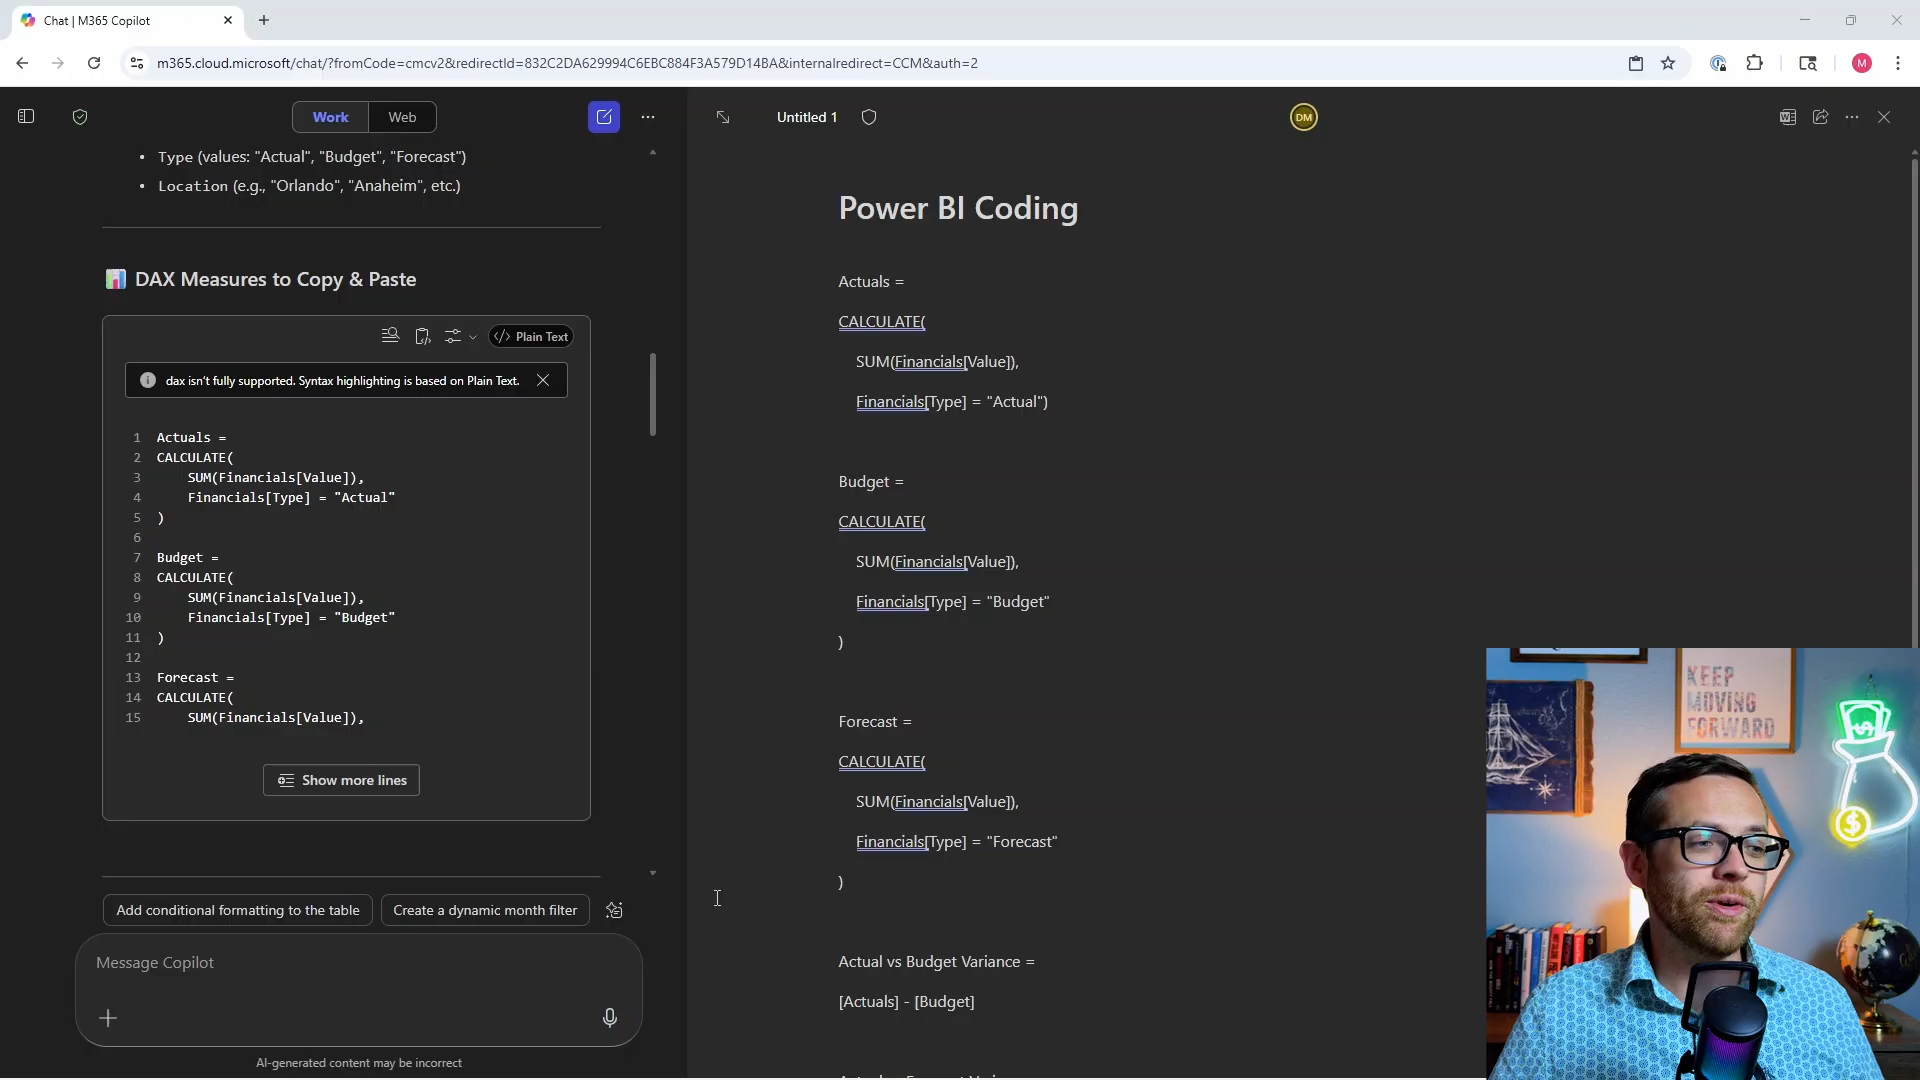 Chat | M365 Copilot
m365.cloud.microsoft/chat/?fromCode=cmcv2&redirectId=832C2DA629994C6EBC884F3A579D14BA&internalredirect=CCM&auth=2
M
Work
Web
• Type (values: "Actual", "Budget", "Forecast")
• Location (e.g., "Orlando", "Anaheim", etc.)
DAX Measures to Copy & Paste
</> Plain Text
dax isn't fully supported. Syntax highlighting is based on Plain Text.
1 Actuals =
2 CALCULATE(
3 SUM(Financials[Value]),
4 Financials[Type] = "Actual"
5 )
6
7 Budget =
8 CALCULATE(
9 SUM(Financials[Value]),
10 Financials[Type] = "Budget"
11 )
12
13 Forecast =
14 CALCULATE(
15 SUM(Financials[Value]),
Show more lines
Add conditional formatting to the table
Create a dynamic month filter
Message Copilot
AI-generated content may be incorrect
Untitled 1
DM
Power BI Coding
Actuals =
CALCULATE(
SUM(Financials[Value]),
Financials[Type] = "Actual")
Budget =
CALCULATE(
SUM(Financials[Value]),
Financials[Type] = "Budget"
)
Forecast =
CALCULATE(
SUM(Financials[Value]),
Financials[Type] = "Forecast"
)
Actual vs Budget Variance =
[Actuals] - [Budget]
KEEP
MOVING
FORWARD
$
$